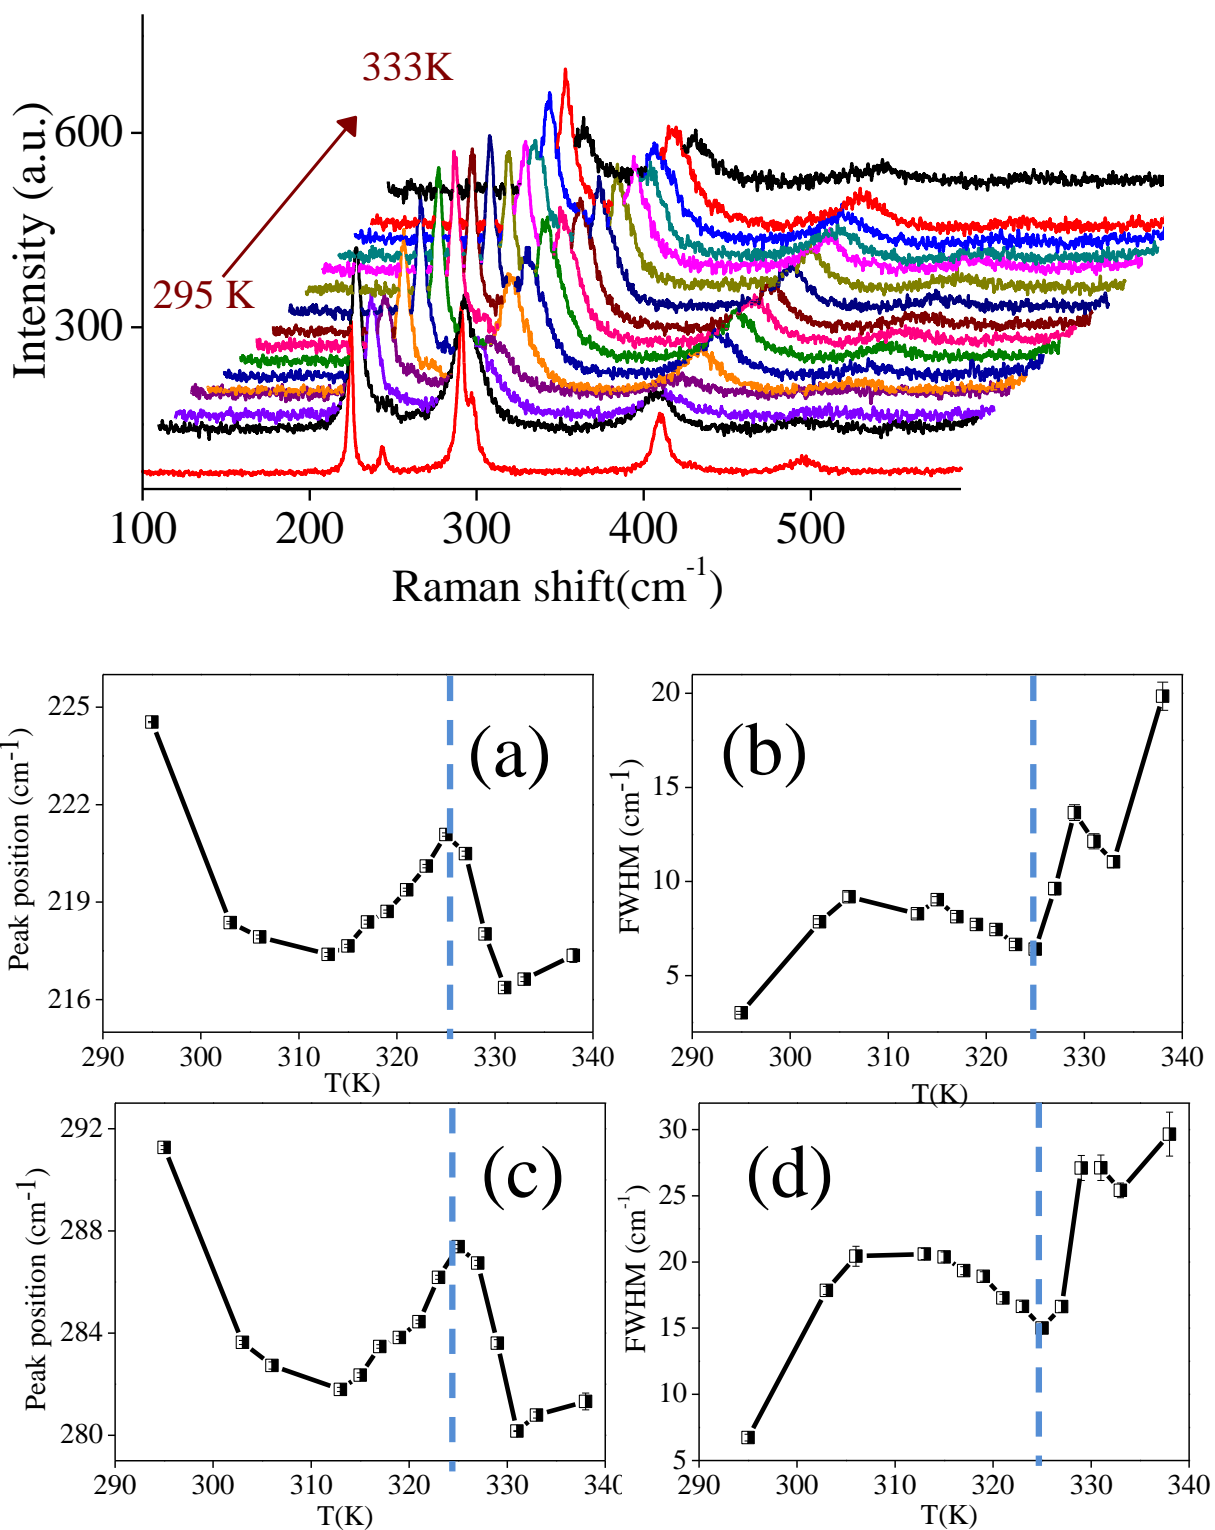 333K
295 K
Intensity (a.u.)
600
300
100 200 300 400 500
Raman shift(cm-1)
(a)
225
222
219
216
Peak position (cm-1)
290 300 310 320 330 340
T(K)
(b)
20
15
10
5
FWHM (cm-1)
290 300 310 320 330 340
T(K)
(c)
292
288
284
280
Peak position (cm-1)
290 300 310 320 330 340
T(K)
(d)
30
25
20
15
10
5
FWHM (cm-1)
290 300 310 320 330 340
T(K)